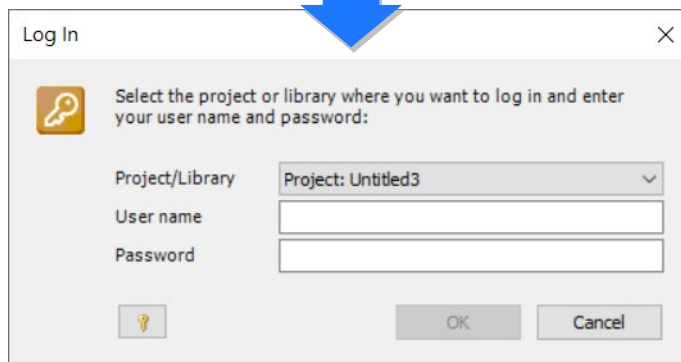 Log In
Select the project or library where you want to log in and enter
your user name and password:
Project/Library
Project: Untitled3
User name
Password
OK
Cancel